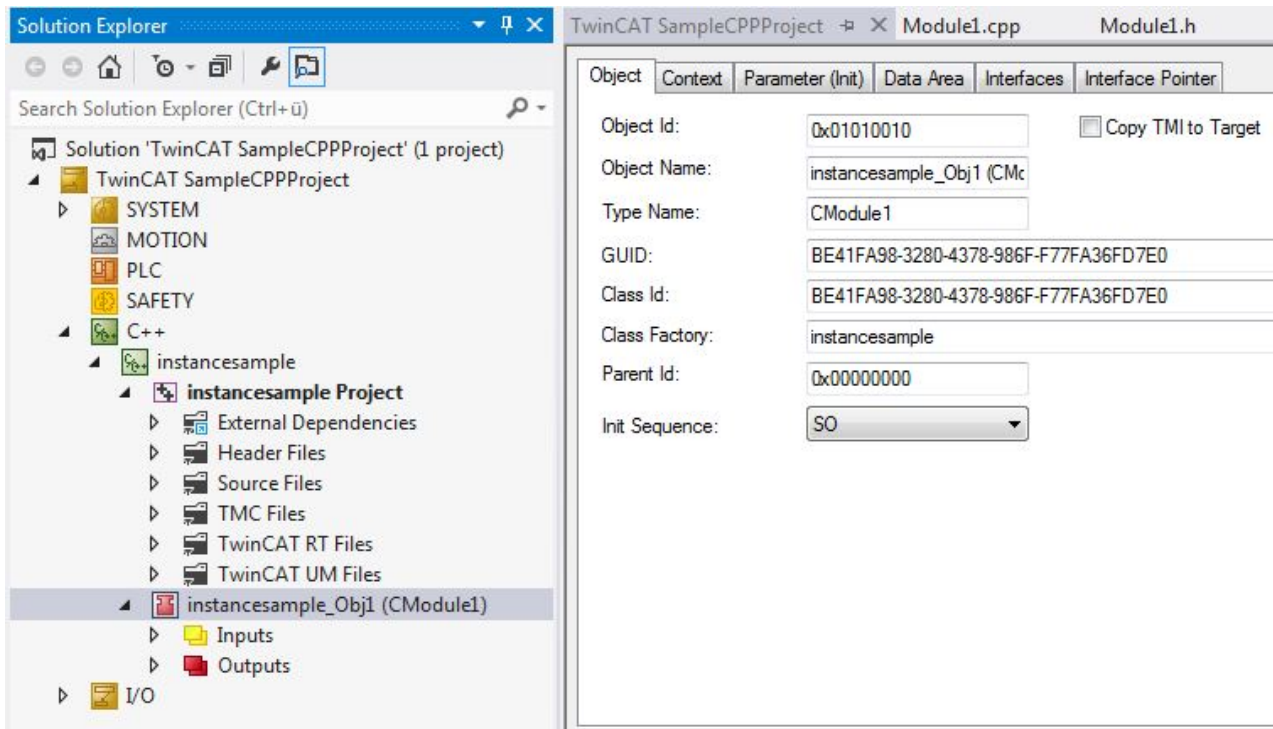 Solution Explorer
Search Solution Explorer (Ctrl+ü)
Solution 'TwinCAT SampleCPPProject' (1 project)
TwinCAT SampleCPPProject
SYSTEM
MOTION
PLC
SAFETY
C++
instancesample
instancesample Project
External Dependencies
Header Files
Source Files
TMC Files
TwinCAT RT Files
TwinCAT UM Files
instancesample_Obj1 (CModule1)
Inputs
Outputs
I/O
TwinCAT SampleCPPProject Module1.cpp Module1.h
Object Context Parameter (Init) Data Area Interfaces Interface Pointer
Object Id: 0x01010010 Copy TMI to Target
Object Name: instancesample_Obj1 (CMc
Type Name: CModule1
GUID: BE41FA98-3280-4378-986F-F77FA36FD7E0
Class Id: BE41FA98-3280-4378-986F-F77FA36FD7E0
Class Factory: instancesample
Parent Id: 0x00000000
Init Sequence: SO